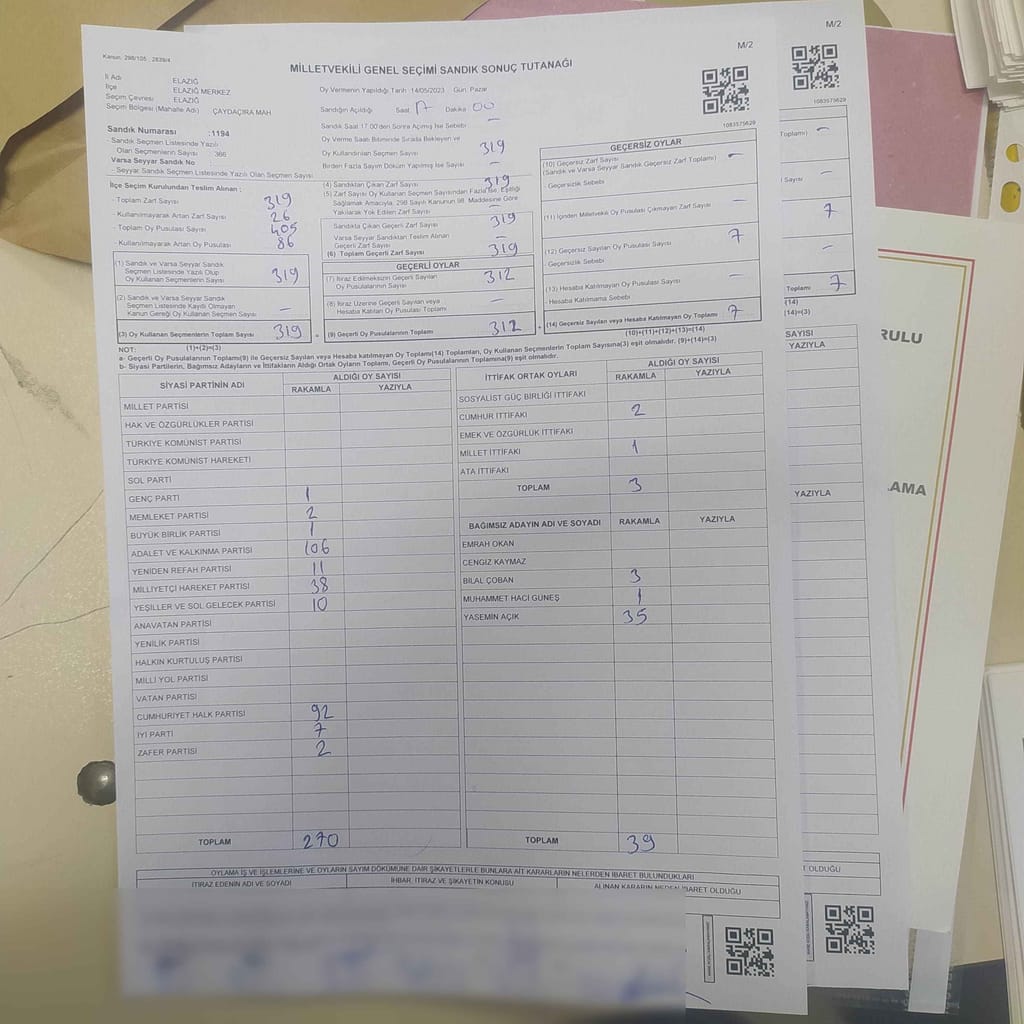 M/2
M/2
Kanun: 298/105 ; 2839/4
MİLLETVEKİLİ GENEL SEÇİMİ SANDIK SONUÇ TUTANAĞI
1083575629
1083575629
İl Adı ELAZIĞ
İlçe ELAZIĞ MERKEZ
Seçim Çevresi ELAZIĞ
Seçim Bölgesi (Mahalle Adı) ÇAYDAÇIRA MAH
Sandık Numarası : 1194
Sandık Seçmen Listesinde Yazılı
Olan Seçmenlerin Sayısı : 366
Varsa Seyyar Sandık No
- Seyyar Sandık Seçmen Listesinde Yazılı Olan Seçmen Sayısı
Oy Vermenin Yapıldığı Tarih :14/05/2023 Gün: Pazar
Sandığın Açıldığı Saat: 17 Dakika 00
Sandık Saat 17.00'den Sonra Açılmış İse Sebebi: -
Oy Verme Saati Bitiminde Sırada Bekleyen ve
Oy Kullandırılan Seçmen Sayısı 319
Birden Fazla Sayım Döküm Yapılmış İse Sayısı -
İlçe Seçim Kurulundan Teslim Alınan :
- Toplam Zarf Sayısı 319
- Kullanılmayarak Artan Zarf Sayısı 26
- Toplam Oy Pusulası 405
- Kullanılmayarak Artan Oy Pusulası 86
(1) Sandık ve Varsa Seyyar Sandık
Seçmen Listesinde Yazılı Olup
Oy Kullanan Seçmenlerin Sayısı 319
(2) Sandık ve Varsa Seyyar Sandık
Seçmen Listesinde Kayıtlı Olmayan
Kanun Gereği Oy Kullanan Seçmen Sayısı -
(3) Oy Kullanan Seçmenlerin Toplam Sayısı 319
(1)+(2)=(3)
(4) Sandıktan Çıkan Zarf Sayısı 319
(5) Zarf Sayısı Oy Kullanan Seçmen Sayısından Fazla İse, Eşitliği
Sağlamak Amacıyla, 298 Sayılı Kanunun 98. Maddesine Göre
Yakılarak Yok Edilen Zarf Sayısı -
Sandıkta Çıkan Geçerli Zarf Sayısı 319
Varsa Seyyar Sandıktan Teslim Alınan
Geçerli Zarf Sayısı -
(6) Toplam Geçerli Zarf Sayısı 319
GEÇERLİ OYLAR
(7) İtiraz Edilmeksizin Geçerli Sayılan
Oy Pusulalarının Sayısı 312
(8) İtiraz Üzerine Geçerli Sayılan veya
Hesaba Katılan Oy Pusulası Toplamı -
= (9) Geçerli Oy Pusulalarının Toplamı 312
GEÇERSİZ OYLAR
(10) Geçersiz Zarf Sayısı -
(Sandık ve Varsa Seyyar Sandık Geçersiz Zarf Toplamı)
- Geçersizlik Sebebi
(11) İçinden Milletvekili Oy Pusulası Çıkmayan Zarf Sayısı -
(12) Geçersiz Sayılan Oy Pusulası Sayısı 7
- Geçersizlik Sebebi
(13) Hesaba Katılmayan Oy Pusulası Sayısı -
- Hesaba Katılmama Sebebi
+ (14) Geçersiz Sayılan veya Hesaba Katılmayan Oy Toplamı 7
(10)+(11)+(12)+(13)=(14)
NOT:
a- Geçerli Oy Pusulalarının Toplamı(9) ile Geçersiz Sayılan veya Hesaba katılmayan Oy Toplamı(14) Toplamları, Oy Kullanan Seçmenlerin Toplam Sayısına(3) eşit olmalıdır. (9)+(14)=(3)
b- Siyasi Partilerin, Bağımsız Adayların ve İttifakların Aldığı Ortak Oyların Toplamı, Geçerli Oy Pusulalarının Toplamına(9) eşit olmalıdır.
SİYASİ PARTİNİN ADI ALDIĞI OY SAYISI
RAKAMLA YAZIYLA
MİLLET PARTİSİ
HAK VE ÖZGÜRLÜKLER PARTİSİ
TÜRKİYE KOMÜNİST PARTİSİ
TÜRKİYE KOMÜNİST HAREKETİ
SOL PARTİ
GENÇ PARTİ 1
MEMLEKET PARTİSİ 2
BÜYÜK BİRLİK PARTİSİ 1
ADALET VE KALKINMA PARTİSİ 106
YENİDEN REFAH PARTİSİ 11
MİLLİYETÇİ HAREKET PARTİSİ 38
YEŞİLLER VE SOL GELECEK PARTİSİ 10
ANAVATAN PARTİSİ
YENİLİK PARTİSİ
HALKIN KURTULUŞ PARTİSİ
MİLLİ YOL PARTİSİ
VATAN PARTİSİ
CUMHURİYET HALK PARTİSİ 92
İYİ PARTİ 7
ZAFER PARTİSİ 2
TOPLAM 270
İTTİFAK ORTAK OYLARI ALDIĞI OY SAYISI
RAKAMLA YAZIYLA
SOSYALİST GÜÇ BİRLİĞİ İTTİFAKI
CUMHUR İTTİFAKI 2
EMEK VE ÖZGÜRLÜK İTTİFAKI
MİLLET İTTİFAKI 1
ATA İTTİFAKI
TOPLAM 3
BAĞIMSIZ ADAYIN ADI VE SOYADI RAKAMLA YAZIYLA
EMRAH OKAN
CENGİZ KAYMAZ
BİLAL ÇOBAN 3
MUHAMMET HACI GÜNEŞ 1
YASEMİN AÇIK 35
TOPLAM 39
OYLAMA İŞ VE İŞLEMLERİNE VE OYLARIN SAYIM DÖKÜMÜNE DAİR ŞİKAYETLERLE BUNLARA AİT KARARLARIN NELERDEN İBARET BULUNDUKLARI
İTİRAZ EDENİN ADI VE SOYADI İHBAR, İTİRAZ VE ŞİKAYETİN KONUSU ALINAN KARARIN NEDEN İBARET OLDUĞU
Toplamı) -
Sayısı -
7
-
Toplamı 7
(14)
(14)=(3)
SAYISI
YAZIYLA
YAZIYLA
OLDUĞU
RULU
LAMA